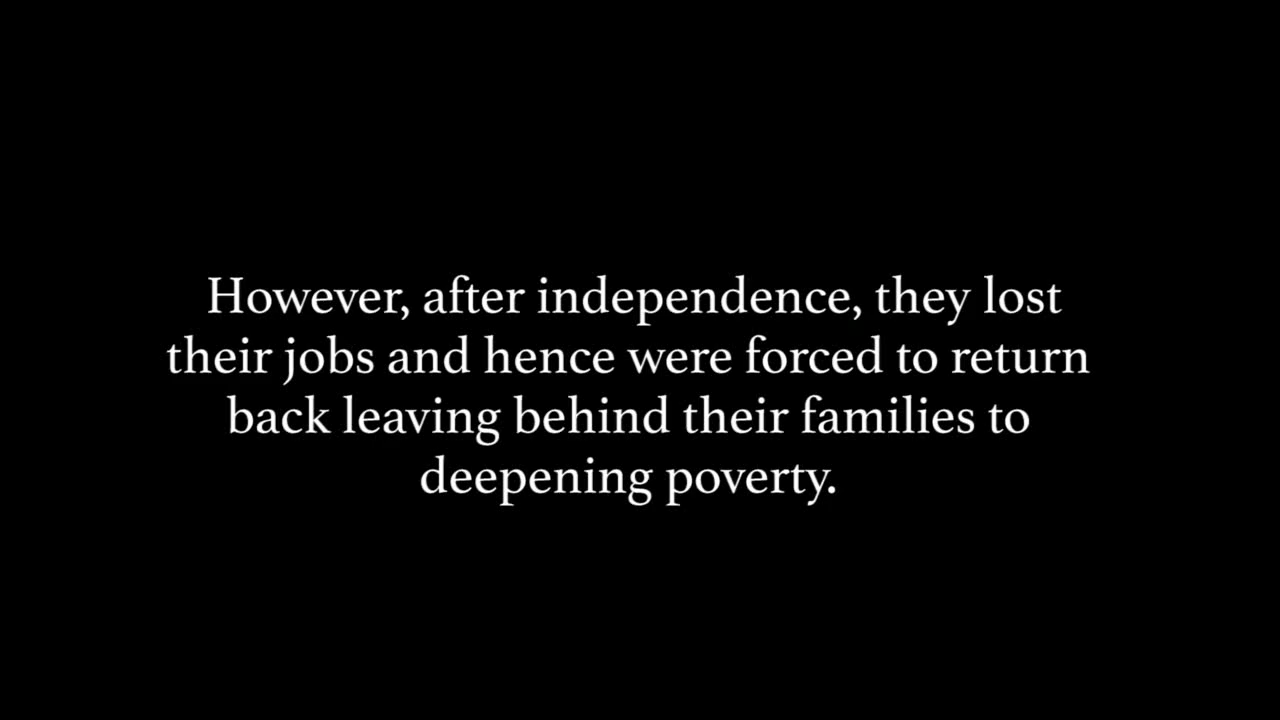 However, after independence, they lost
their jobs and hence were forced to return
back leaving behind their families to
deepening poverty.